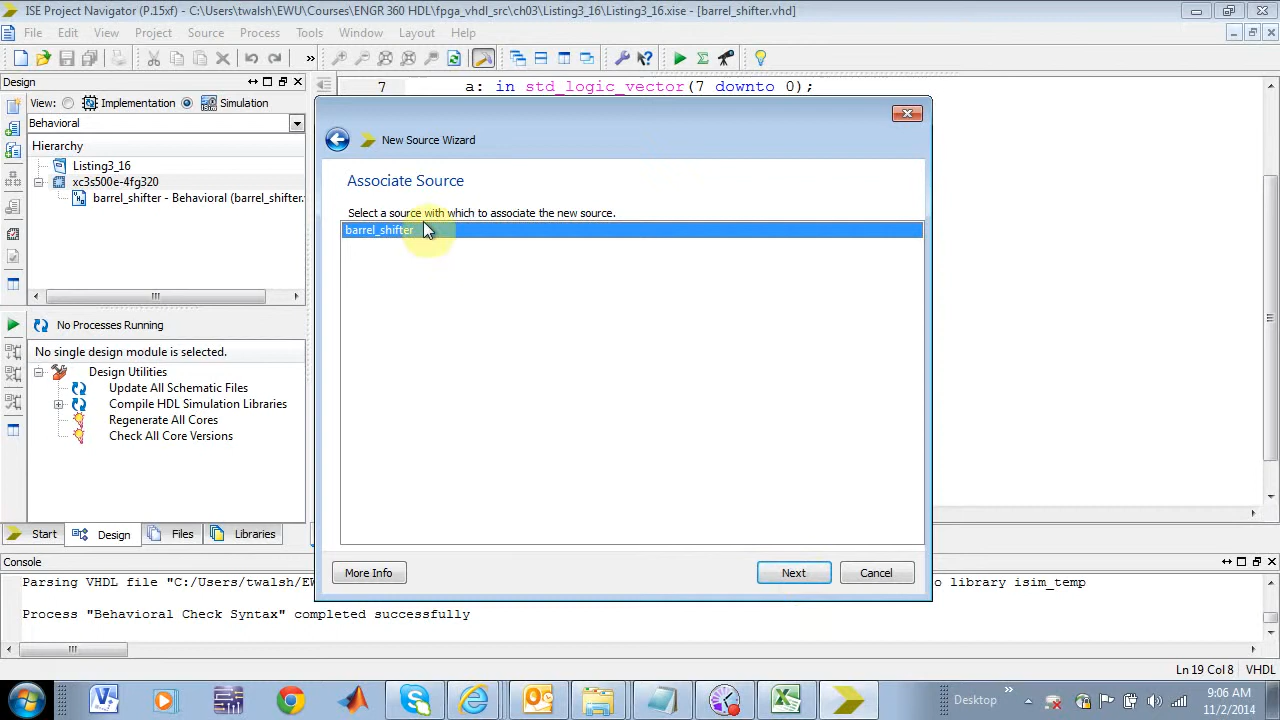 ISE Project Navigator (P.15xf) - C:\Users\twalsh\EWU\Courses\ENGR 360 HDL\fpga_vhdl_src\ch03\Listing3_16\Listing3_16.xise - [barrel_shifter.vhd]
File Edit View Project Source Process Tools Window Layout Help
»
Design
7 a: in std_logic_vector(7 downto 0);
View: Implementation Simulation
Behavioral
Hierarchy
Listing3_16
xc3s500e-4fg320
barrel_shifter - Behavioral (barrel_shifter.
New Source Wizard
Associate Source
Select a source with which to associate the new source.
barrel_shifter
No Processes Running
No single design module is selected.
Design Utilities
Update All Schematic Files
Compile HDL Simulation Libraries
Regenerate All Cores
Check All Core Versions
More Info
Next
Cancel
Start
Design
Files
Libraries
Console
Parsing VHDL file "C:/Users/twalsh/EW
o library isim_temp
Process "Behavioral Check Syntax" completed successfully
Ln 19 Col 8 VHDL
Desktop »
9:06 AM
11/2/2014